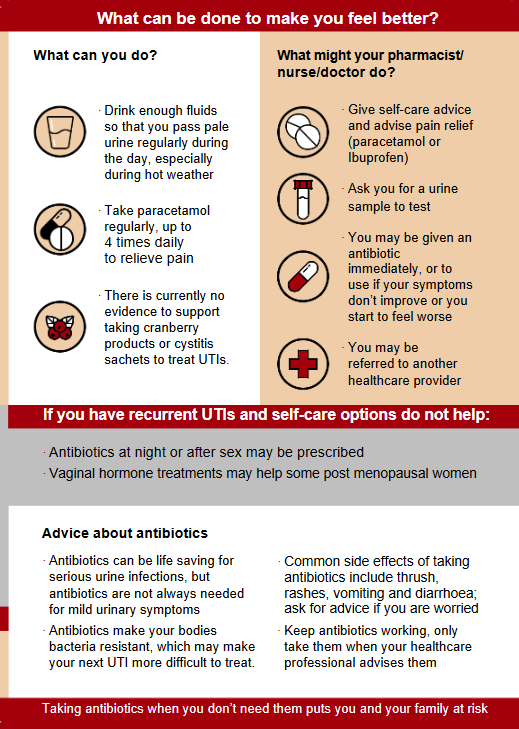 What can be done to make you feel better?
What can you do?
· Drink enough fluids
so that you pass pale
urine regularly during
the day, especially
during hot weather
· Take paracetamol
regularly, up to
4 times daily
to relieve pain
· There is currently no
evidence to support
taking cranberry
products or cystitis
sachets to treat UTIs.
What might your pharmacist/
nurse/doctor do?
· Give self-care advice
and advise pain relief
(paracetamol or
Ibuprofen)
· Ask you for a urine
sample to test
· You may be given an
antibiotic
immediately, or to
use if your symptoms
don't improve or you
start to feel worse
· You may be
referred to another
healthcare provider
If you have recurrent UTIs and self-care options do not help:
· Antibiotics at night or after sex may be prescribed
· Vaginal hormone treatments may help some post menopausal women
Advice about antibiotics
· Antibiotics can be life saving for
serious urine infections, but
antibiotics are not always needed
for mild urinary symptoms
· Antibiotics make your bodies
bacteria resistant, which may make
your next UTI more difficult to treat.
· Common side effects of taking
antibiotics include thrush,
rashes, vomiting and diarrhoea;
ask for advice if you are worried
· Keep antibiotics working, only
take them when your healthcare
professional advises them
Taking antibiotics when you don't need them puts you and your family at risk